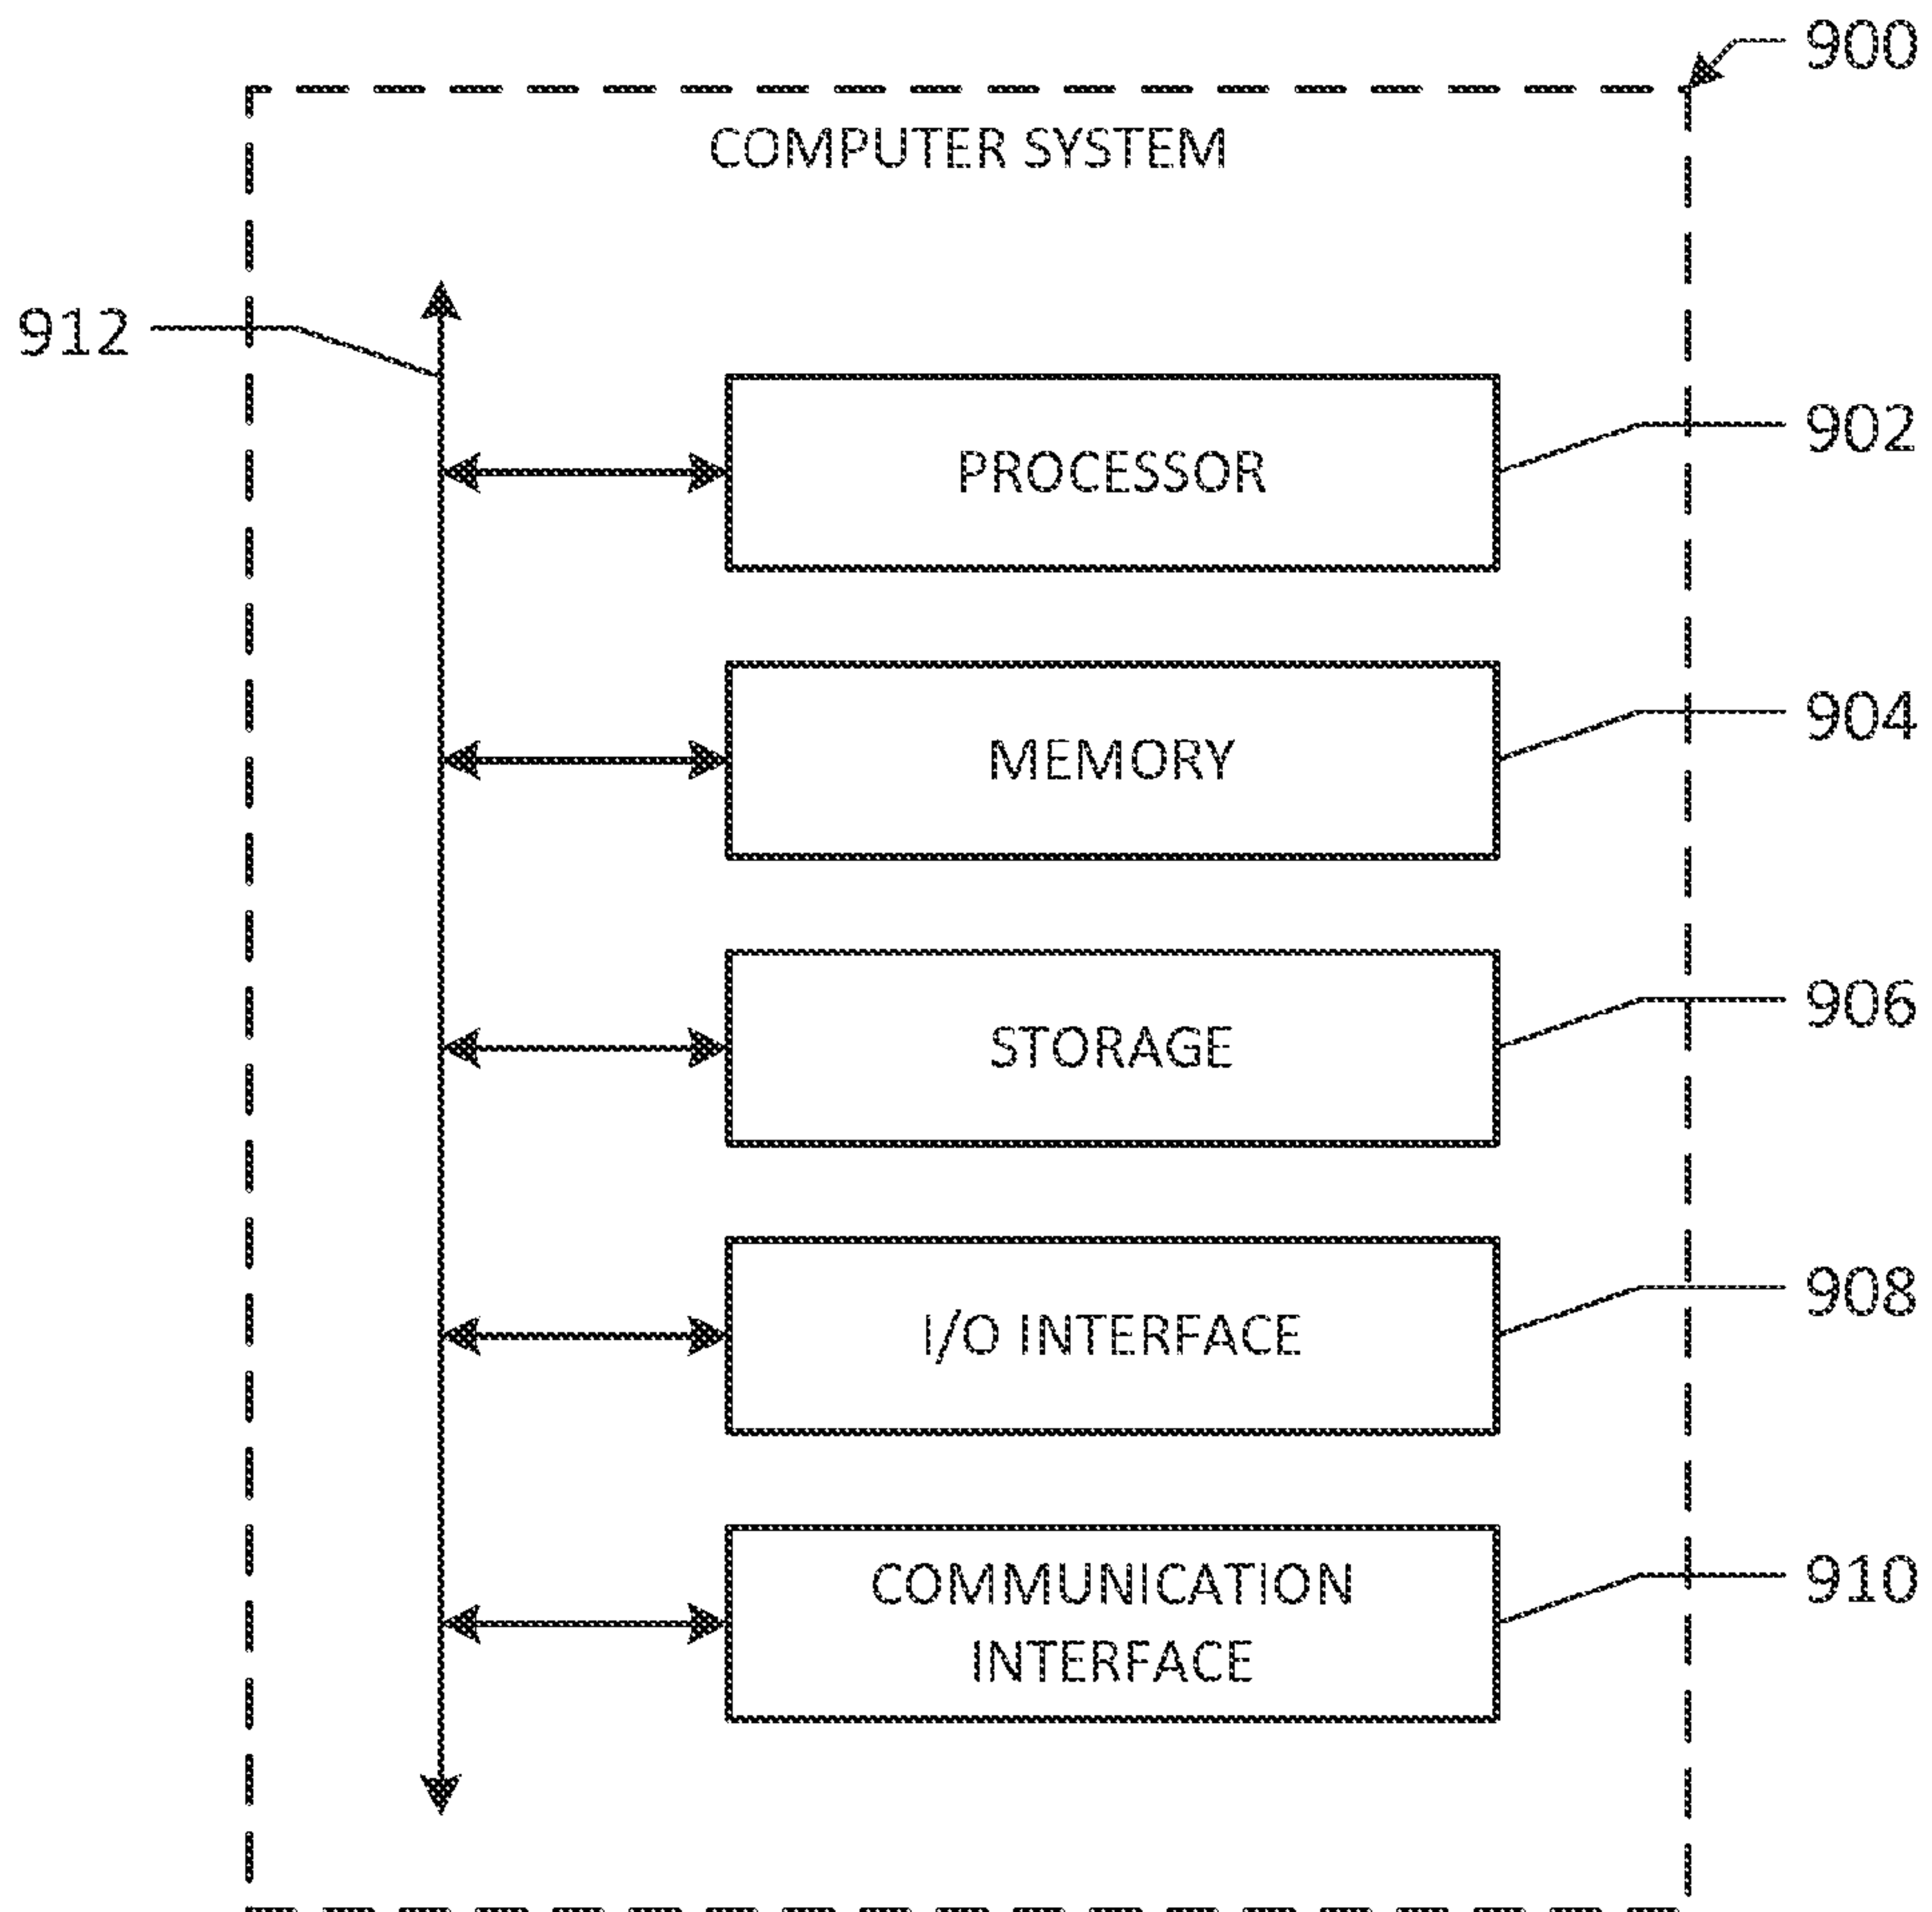 900
COMPUTER SYSTEM
912
PROCESSOR
902
MEMORY
904
STORAGE
906
I/O INTERFACE
908
COMMUNICATION
INTERFACE
910